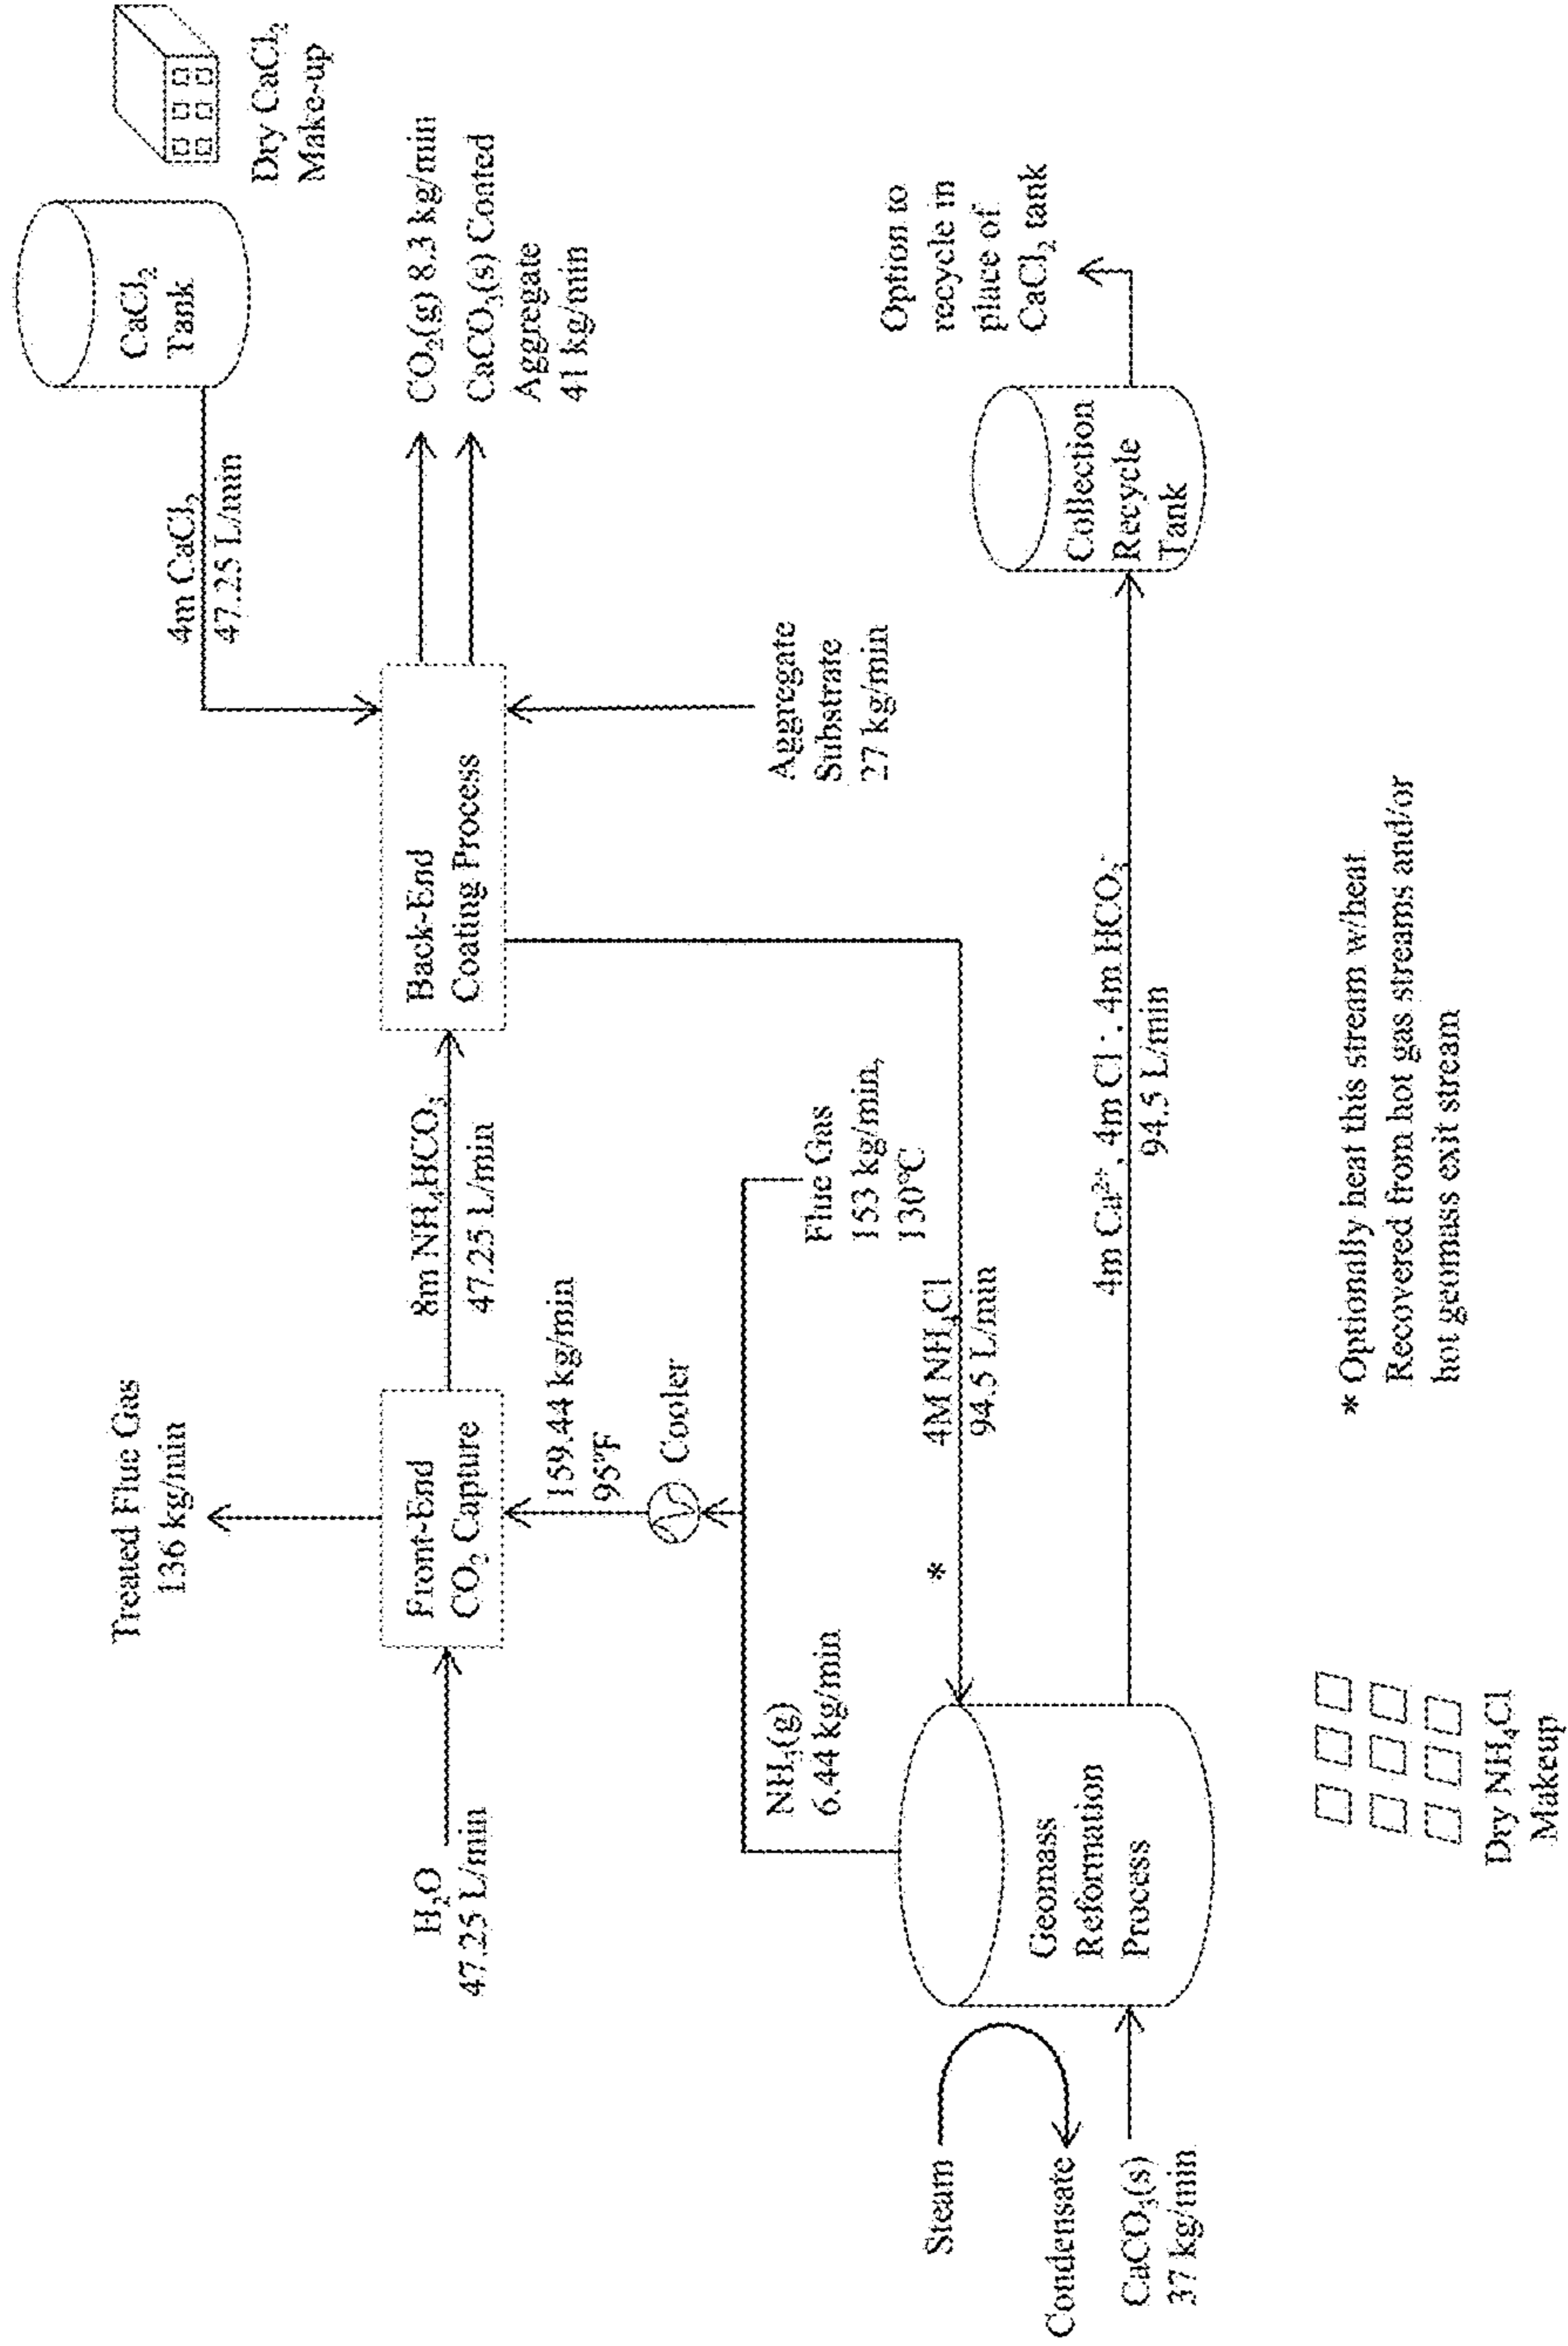 Treated Flue Gas
136 kg/min
H₂O
47.25 L/min
Front-End
CO₂ Capture
8m NH₄HCO₃
47.25 L/min
Back-End
Coating Process
4m CaCl₂
47.25 L/min
CaCl₂
Tank
Dry CaCl₂
Make-up
CO₂(g) 8.3 kg/min
CaCO₃(s) Coated
Aggregate
41 kg/min
159.44 kg/min
95°F
Cooler
NH₃(g)
6.44 kg/min
Flue Gas
153 kg/min,
130°C
Aggregate
Substrate
27 kg/min
*
4M NH₄Cl
94.5 L/min
Steam
Condensate
CaCO₃(s)
37 kg/min
Geomass
Reformation
Process
4m Ca²⁺, 4m Cl⁻, 4m HCO₃⁻
94.5 L/min
Collection
Recycle
Tank
Option to
recycle in
place of
CaCl₂ tank
Dry NH₄Cl
Makeup
* Optionally heat this stream w/heat
Recovered from hot gas streams and/or
hot geomass exit stream